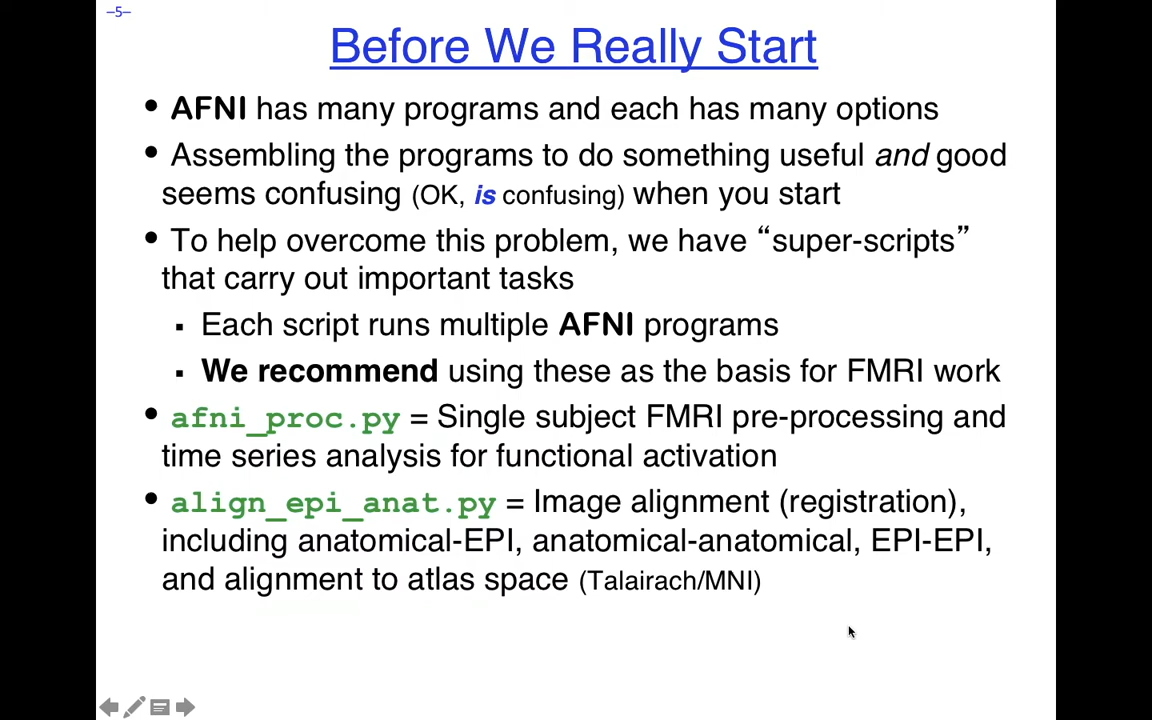 –5–
Before We Really Start
• AFNI has many programs and each has many options
• Assembling the programs to do something useful and good
seems confusing (OK, is confusing) when you start
• To help overcome this problem, we have “super-scripts”
that carry out important tasks
▪ Each script runs multiple AFNI programs
▪ We recommend using these as the basis for FMRI work
• afni_proc.py = Single subject FMRI pre-processing and
time series analysis for functional activation
• align_epi_anat.py = Image alignment (registration),
including anatomical-EPI, anatomical-anatomical, EPI-EPI,
and alignment to atlas space (Talairach/MNI)